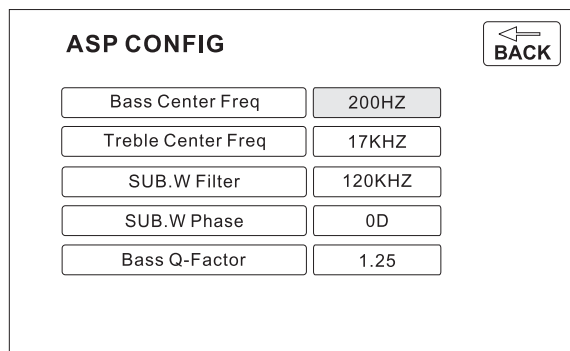 ASP CONFIG
BACK
Bass Center Freq 200HZ
Treble Center Freq 17KHZ
SUB.W Filter 120KHZ
SUB.W Phase 0D
Bass Q-Factor 1.25